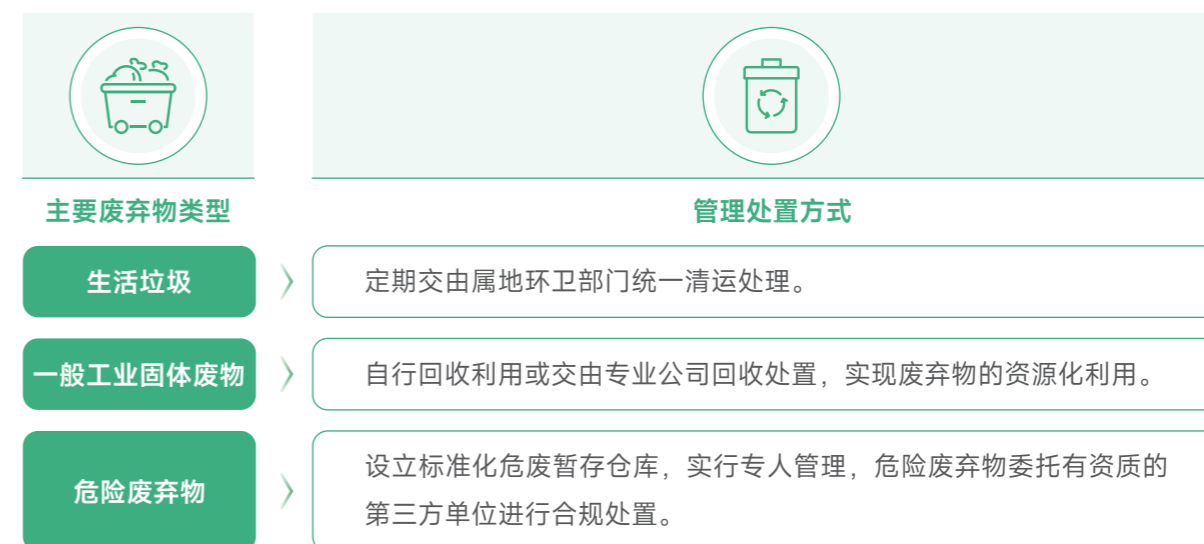 主要废弃物类型
管理处置方式
生活垃圾
定期交由属地环卫部门统一清运处理。
一般工业固体废物
自行回收利用或交由专业公司回收处置，实现废弃物的资源化利用。
危险废弃物
设立标准化危废暂存仓库，实行专人管理，危险废弃物委托有资质的
第三方单位进行合规处置。